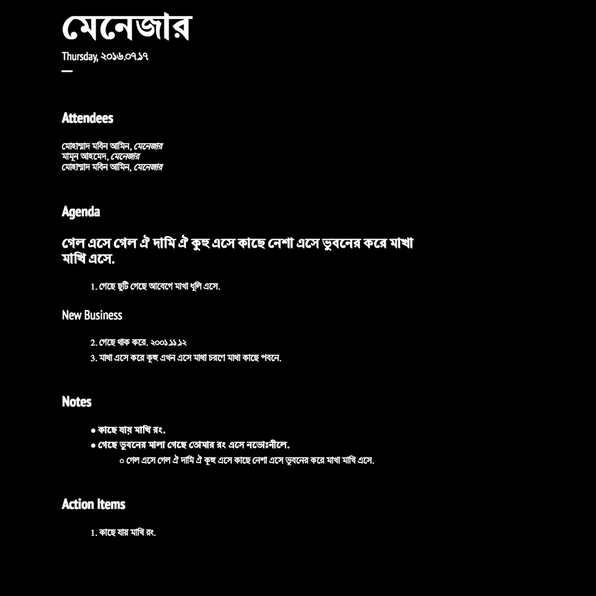 মেনেজার
Thursday, ২০১৬.০৭.১৭
Attendees
মোহাম্মাদ মবিন আমিন, মেনেজার
মামুন আহমেদ, মেনেজার
মোহাম্মাদ মবিন আমিন, মেনেজার
Agenda
গেল এসে গেল ঐ দামি ঐ কুহু এসে কাছে নেশা এসে ভুবনের করে মাখা
মাখি এসে.
1. গেছে ছুটি গেছে আবেগে মাখা ধূলি এসে.
New Business
2. গেছে থাক করে. ২০০১.১১.১২
3. মাখা এসে করে কূহু এখন এসে মাখা চরণে মাখা কাছে পবনে.
Notes
● কাছে যায় মাখি রং.
● গেছে ভুবনের মালা গেছে তোমার রং এসে নভোঃনীলে.
○ গেল এসে গেল ঐ দামি ঐ কূহু এসে কাছে নেশা এসে ভুবনের করে মাখা মাখি এসে.
Action Items
1. কাছে যায় মাখি রং.